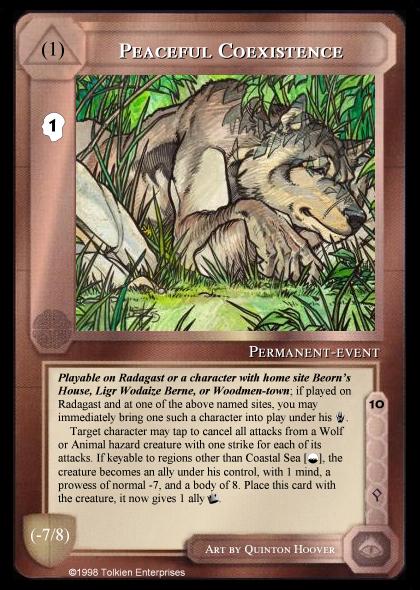 (1)
PEACEFUL COEXISTENCE
1
PERMANENT-EVENT
Playable on Radagast or a character with home site Beorn's
House, Ligr Wodaize Berne, or Woodmen-town; if played on
Radagast and at one of the above named sites, you may
immediately bring one such a character into play under his .
Target character may tap to cancel all attacks from a Wolf
or Animal hazard creature with one strike for each of its
attacks. If keyable to regions other than Coastal Sea [ ], the
creature becomes an ally under his control, with 1 mind, a
prowess of normal -7, and a body of 8. Place this card with
the creature, it now gives 1 ally .
10
(-7/8)
ART BY QUINTON HOOVER
©1998 Tolkien Enterprises